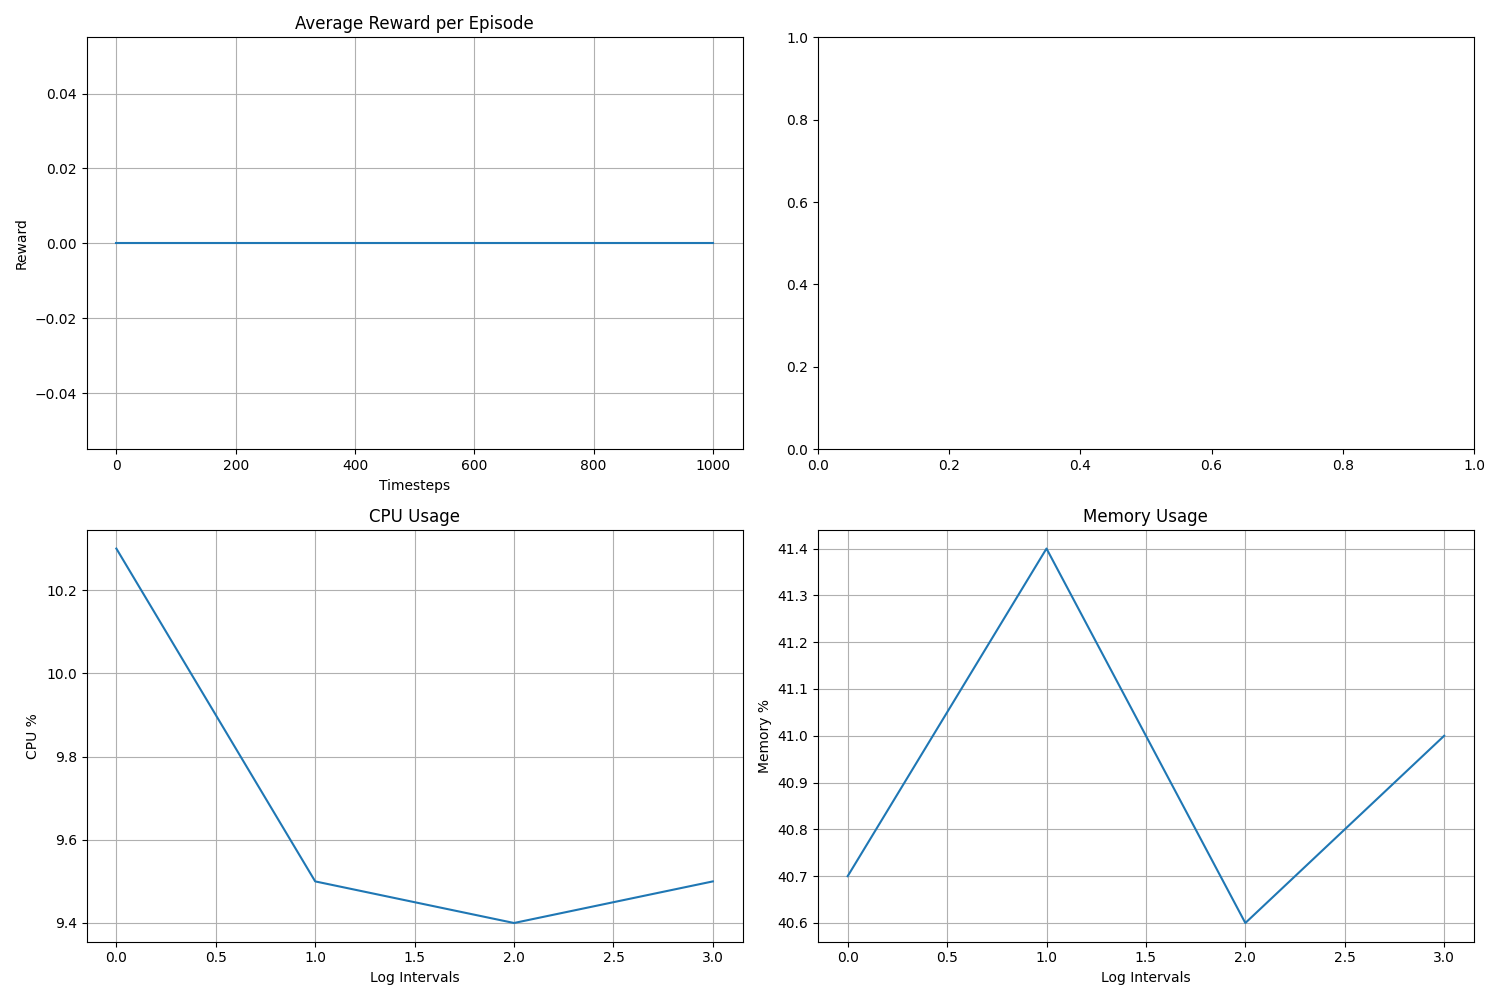 Average Reward per Episode
Reward
0.04
0.02
0.00
−0.02
−0.04
0 200 400 600 800 1000
Timesteps
1.0
0.8
0.6
0.4
0.2
0.0
0.0 0.2 0.4 0.6 0.8 1.0
CPU Usage
CPU %
10.2
10.0
9.8
9.6
9.4
0.0 0.5 1.0 1.5 2.0 2.5 3.0
Log Intervals
Memory Usage
Memory %
41.4
41.3
41.2
41.1
41.0
40.9
40.8
40.7
40.6
0.0 0.5 1.0 1.5 2.0 2.5 3.0
Log Intervals